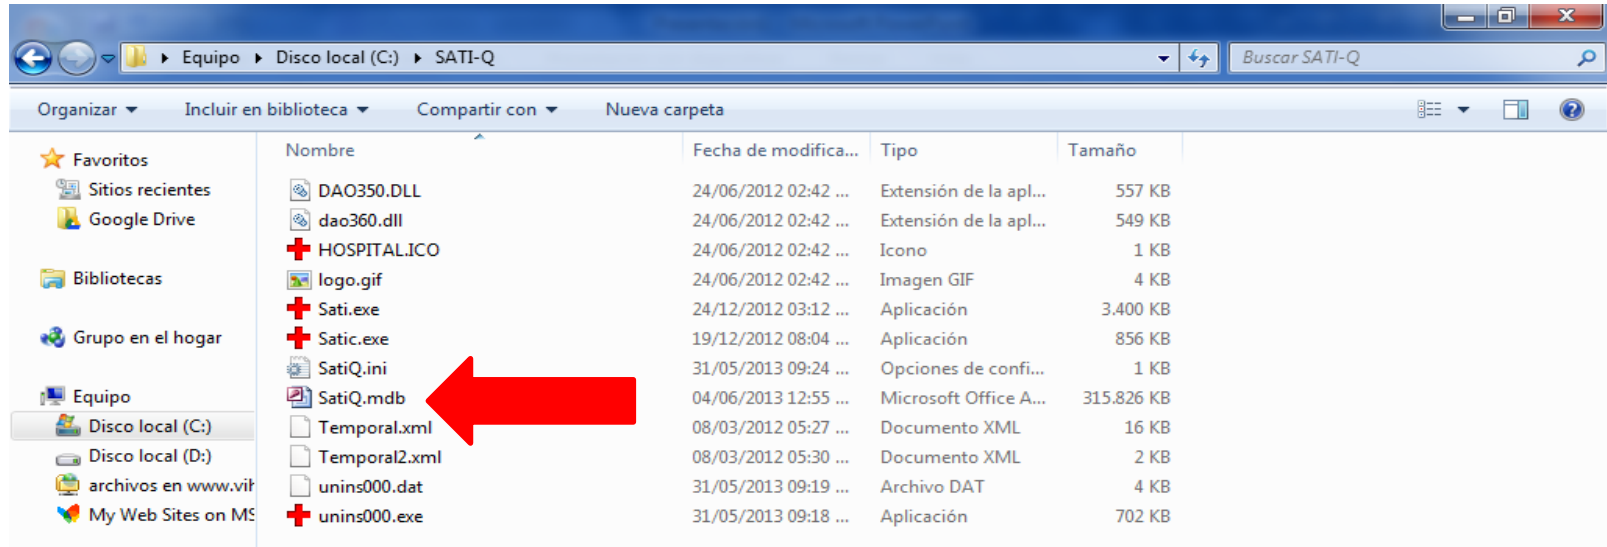 Equipo Disco local (C:) SATI-Q Buscar SATI-Q
Organizar Incluir en biblioteca Compartir con Nueva carpeta
Favoritos
Sitios recientes
Google Drive
Bibliotecas
Grupo en el hogar
Equipo
Disco local (C:)
Disco local (D:)
archivos en www.vih
My Web Sites on MS
Nombre Fecha de modifica... Tipo Tamaño
DAO350.DLL 24/06/2012 02:42 ... Extensión de la apl... 557 KB
dao360.dll 24/06/2012 02:42 ... Extensión de la apl... 549 KB
HOSPITAL.ICO 24/06/2012 02:42 ... Icono 1 KB
logo.gif 24/06/2012 02:42 ... Imagen GIF 4 KB
Sati.exe 24/12/2012 03:12 ... Aplicación 3.400 KB
Satic.exe 19/12/2012 08:04 ... Aplicación 856 KB
SatiQ.ini 31/05/2013 09:24 ... Opciones de confi... 1 KB
SatiQ.mdb 04/06/2013 12:55 ... Microsoft Office A... 315.826 KB
Temporal.xml 08/03/2012 05:27 ... Documento XML 16 KB
Temporal2.xml 08/03/2012 05:30 ... Documento XML 2 KB
unins000.dat 31/05/2013 09:19 ... Archivo DAT 4 KB
unins000.exe 31/05/2013 09:18 ... Aplicación 702 KB